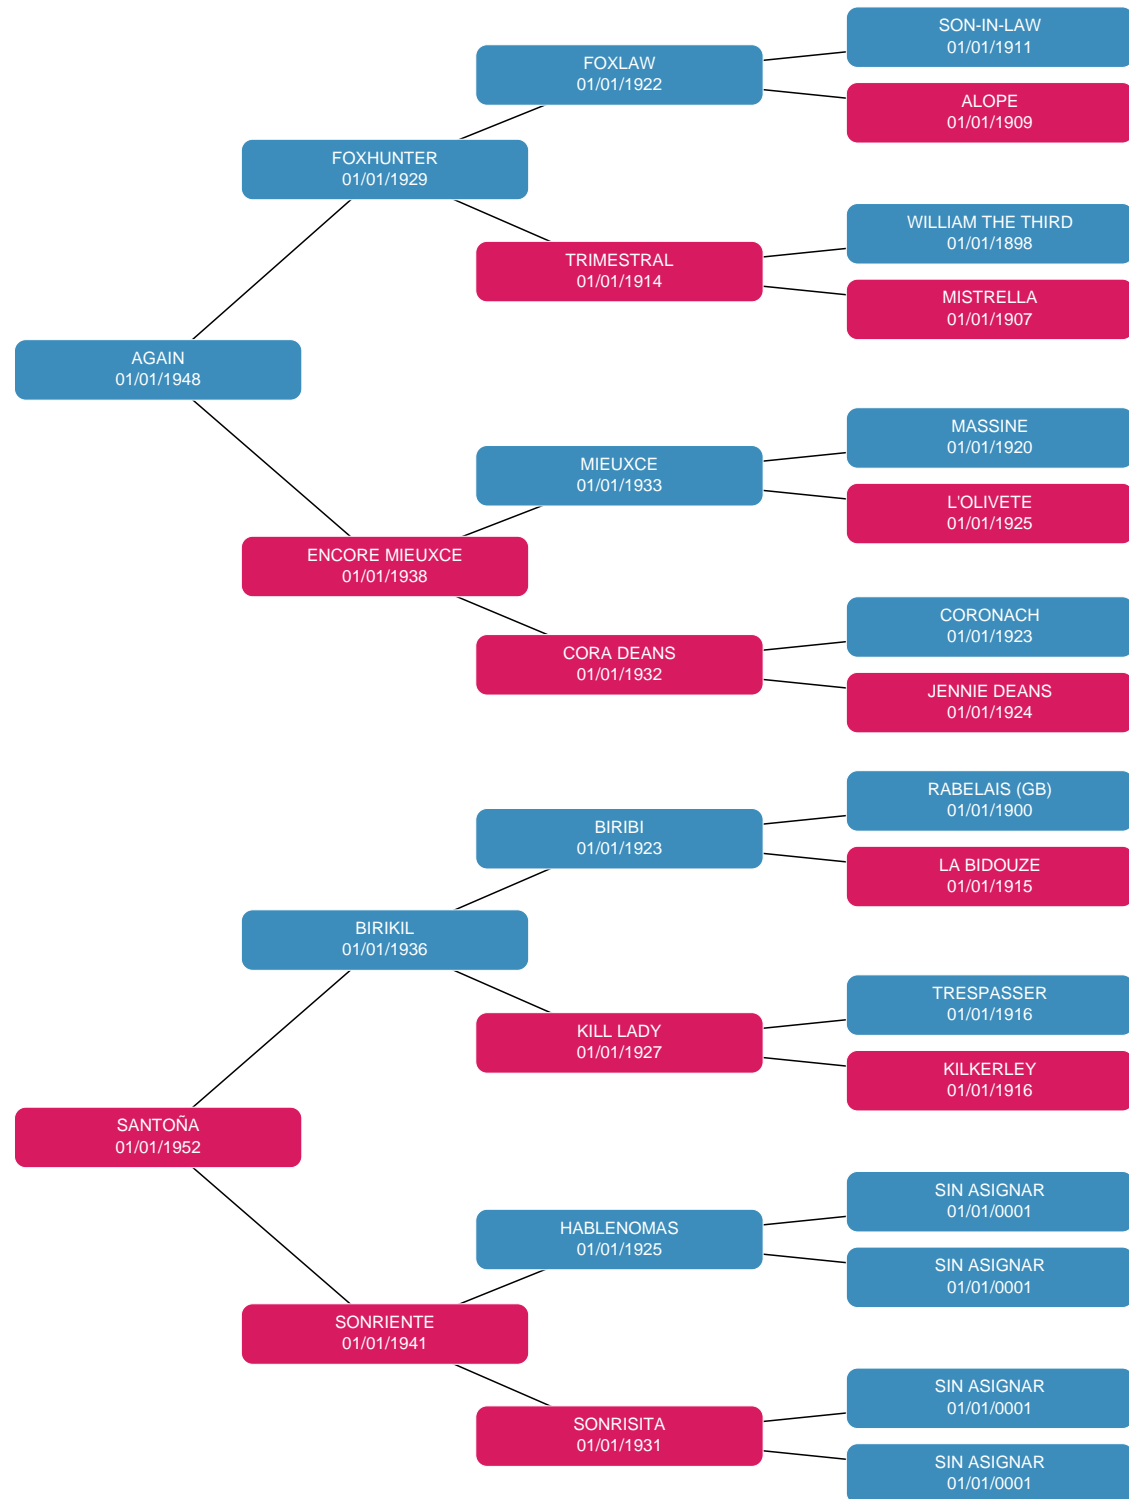 SON-IN-LAW
01/01/1911
FOXLAW
01/01/1922
ALOPE
01/01/1909
FOXHUNTER
01/01/1929
WILLIAM THE THIRD
01/01/1898
TRIMESTRAL
01/01/1914
MISTRELLA
01/01/1907
AGAIN
01/01/1948
MASSINE
01/01/1920
MIEUXCE
01/01/1933
L'OLIVETE
01/01/1925
ENCORE MIEUXCE
01/01/1938
CORONACH
01/01/1923
CORA DEANS
01/01/1932
JENNIE DEANS
01/01/1924
RABELAIS (GB)
01/01/1900
BIRIBI
01/01/1923
LA BIDOUZE
01/01/1915
BIRIKIL
01/01/1936
TRESPASSER
01/01/1916
KILL LADY
01/01/1927
KILKERLEY
01/01/1916
SANTOÑA
01/01/1952
SIN ASIGNAR
01/01/0001
HABLENOMAS
01/01/1925
SIN ASIGNAR
01/01/0001
SONRIENTE
01/01/1941
SIN ASIGNAR
01/01/0001
SONRISITA
01/01/1931
SIN ASIGNAR
01/01/0001